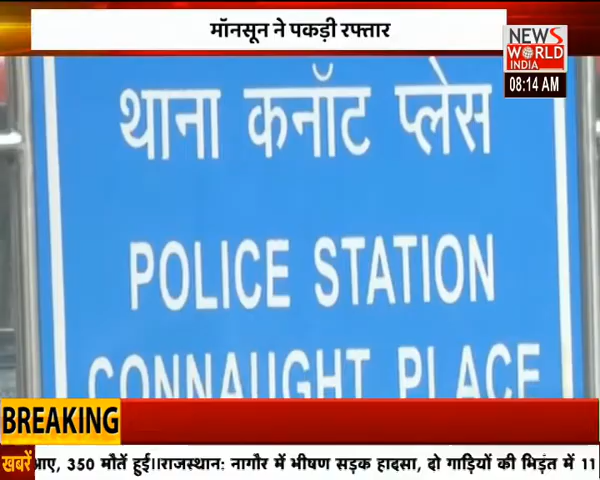 मॉनसून ने पकड़ी रफ्तार
NEWS
WORLD
INDIA
08:14 AM
थाना कनॉट प्लेस
POLICE STATION
CONNAUGHT PLACE
BREAKING
खबरें
आए, 350 मौतें हुई।।राजस्थान: नागौर में भीषण सड़क हादसा, दो गाड़ियों की भिड़ंत में 11